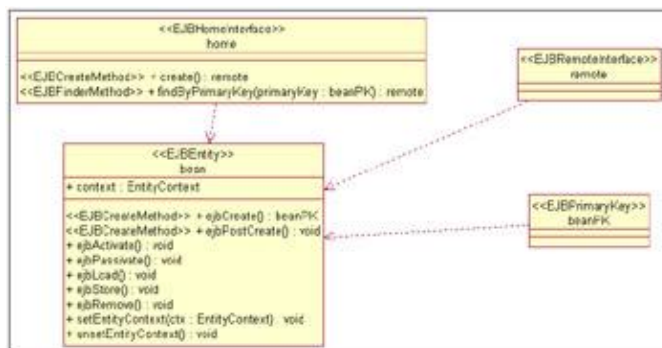 <<EJBHomeInterface>>
home
<<EJBCreateMethod>> + create() : remote
<<EJBFinderMethod>> + findByPrimaryKey(primaryKey : beanPK) : remote
<<EJBRemoteInterface>>
remote
<<EJBEntity>>
bean
+ context : EntityContext
<<EJBCreateMethod>> + ejbCreate() : beanPK
<<EJBCreateMethod>> + ejbPostCreate() : void
+ ejbActivate() : void
+ ejbPassivate() : void
+ ejbLoad() : void
+ ejbStore() : void
+ ejbRemove() : void
+ setEntityContext(ctx : EntityContext) : void
+ unsetEntityContext() : void
<<EJBPrimaryKey>>
beanPK